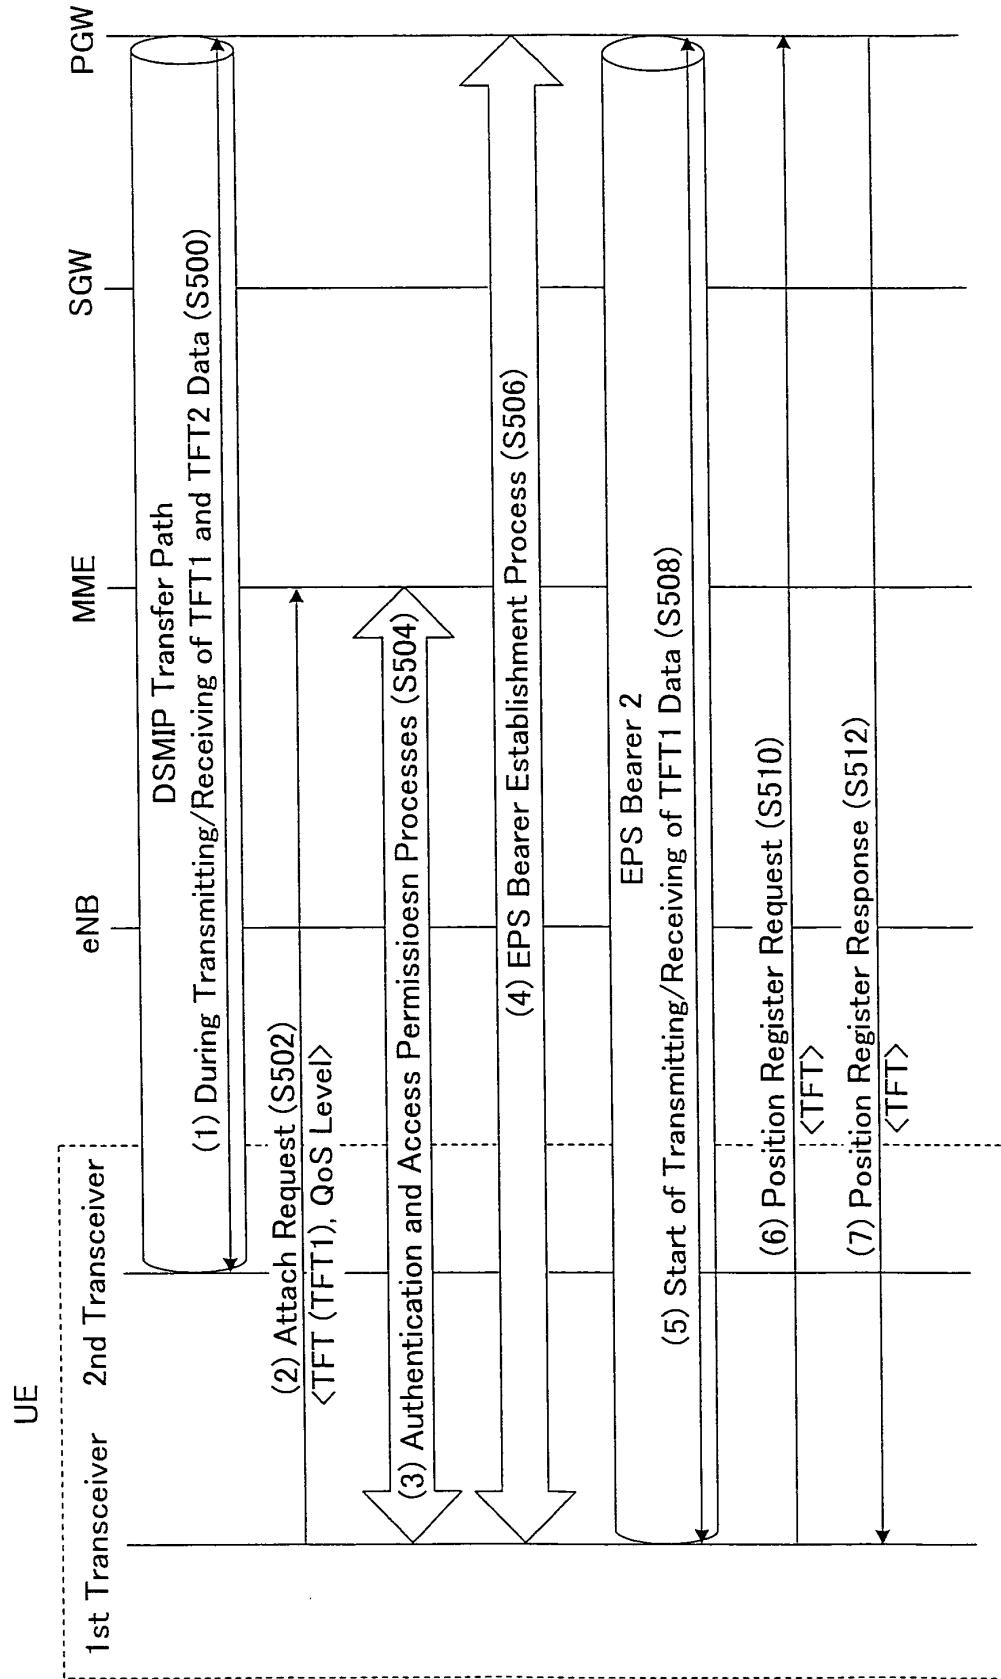 UE
1st Transceiver
2nd Transceiver
eNB
MME
SGW
PGW
DSMIP Transfer Path
(1) During Transmitting/Receiving of TFT1 and TFT2 Data (S500)
(2) Attach Request (S502)
<TFT (TFT1), QoS Level>
(3) Authentication and Access Permissioesn Processes (S504)
(4) EPS Bearer Establishment Process (S506)
EPS Bearer 2
(5) Start of Transmitting/Receiving of TFT1 Data (S508)
(6) Position Register Request (S510)
<TFT>
(7) Position Register Response (S512)
<TFT>